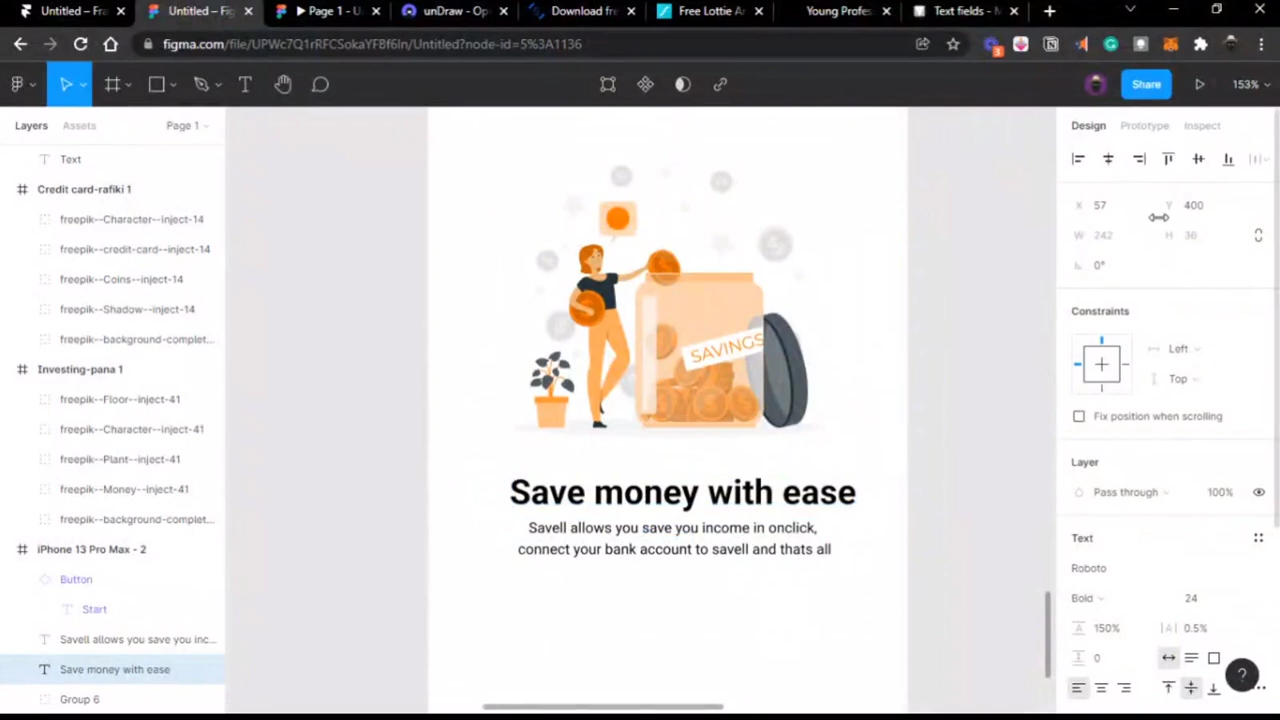 Untitled – Fra
Untitled – Fig
Page 1 - U
unDraw - Op
Download fre
Free Lottie An
Young Profes
Text fields - M
figma.com/file/UPWc7Q1rRFCSokaYFBf6ln/Untitled?node-id=5%3A1136
3
Share
153%
Layers
Assets
Page 1
Design
Prototype
Inspect
Text
Credit card-rafiki 1
freepik--Character--inject-14
freepik--credit-card--inject-14
freepik--Coins--inject-14
freepik--Shadow--inject-14
freepik--background-complet...
Investing-pana 1
freepik--Floor--inject-41
freepik--Character--inject-41
freepik--Plant--inject-41
freepik--Money--inject-41
freepik--background-complet...
iPhone 13 Pro Max - 2
Button
Start
Savell allows you save you inc...
Save money with ease
Group 6
SAVINGS
Save money with ease
Savell allows you save you income in onclick,
connect your bank account to savell and thats all
X 57 Y 400
W 242 H 36
0°
Constraints
Left
Top
Fix position when scrolling
Layer
Pass through 100%
Text
Roboto
Bold 24
150% |A| 0.5%
0
?